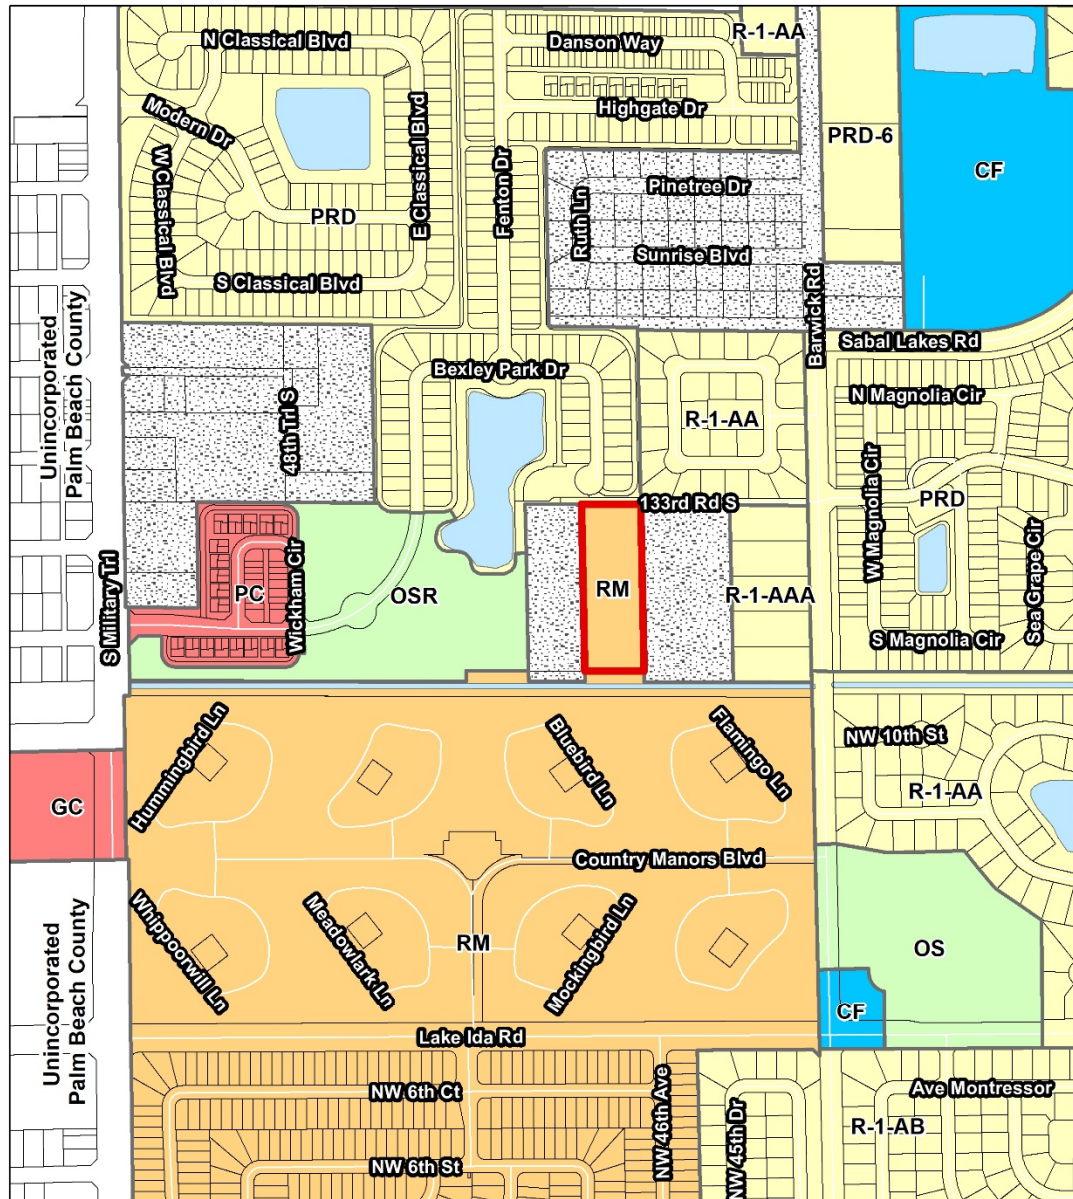 R-1-AA
N Classical Blvd
Danson Way
Modern Dr
Highgate Dr
E Classical Blvd
PRD-6
CF
W Classical Blvd
Fenton Dr
Pinetree Dr
PRD
Ruth Ln
Sunrise Blvd
S Classical Blvd
Barwick Rd
Unincorporated
Palm Beach County
Sabal Lakes Rd
Bexley Park Dr
N Magnolia Cir
48th Trl S
R-1-AA
W Magnolia Cir
PRD
133rd Rd S
Sea Grape Cir
S Military Trl
PC
Wickham Cir
OSR
RM
R-1-AAA
S Magnolia Cir
Hummingbird Ln
Bluebird Ln
Flamingo Ln
NW 10th St
R-1-AA
GC
Country Manors Blvd
Whippoorwill Ln
Meadowlark Ln
RM
Mockingbird Ln
OS
Unincorporated
Palm Beach County
CF
Lake Ida Rd
NW 6th Ct
NW 46th Ave
Ave Montressor
NW 45th Dr
R-1-AB
NW 6th St